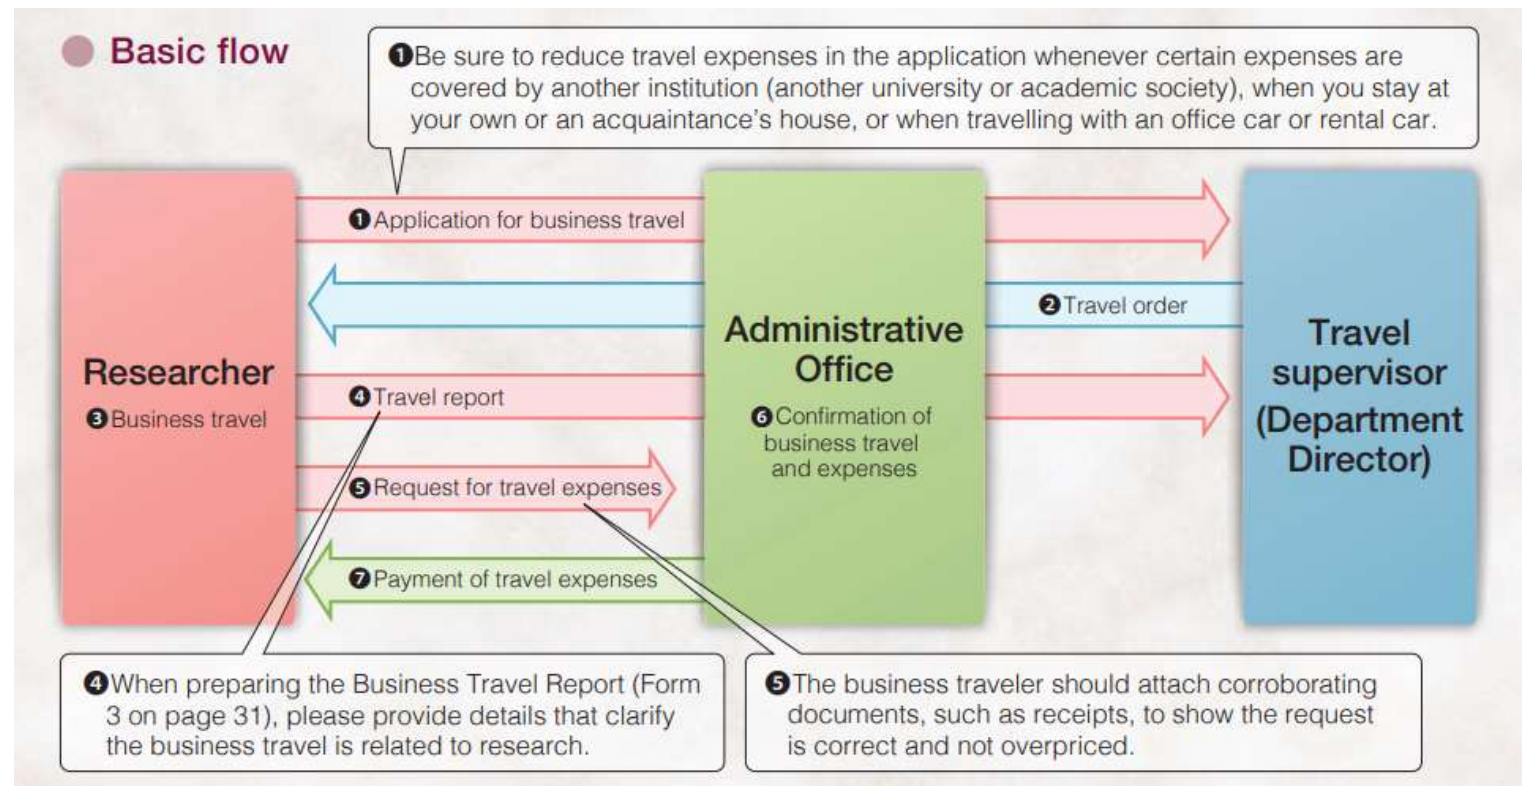 Basic flow
❶Be sure to reduce travel expenses in the application whenever certain expenses are
covered by another institution (another university or academic society), when you stay at
your own or an acquaintance's house, or when travelling with an office car or rental car.
❶Application for business travel
❷Travel order
Researcher
❸Business travel
Administrative
Office
❻Confirmation of
business travel
and expenses
Travel
supervisor
(Department
Director)
❹Travel report
❺Request for travel expenses
❼Payment of travel expenses
❹When preparing the Business Travel Report (Form
3 on page 31), please provide details that clarify
the business travel is related to research.
❺The business traveler should attach corroborating
documents, such as receipts, to show the request
is correct and not overpriced.